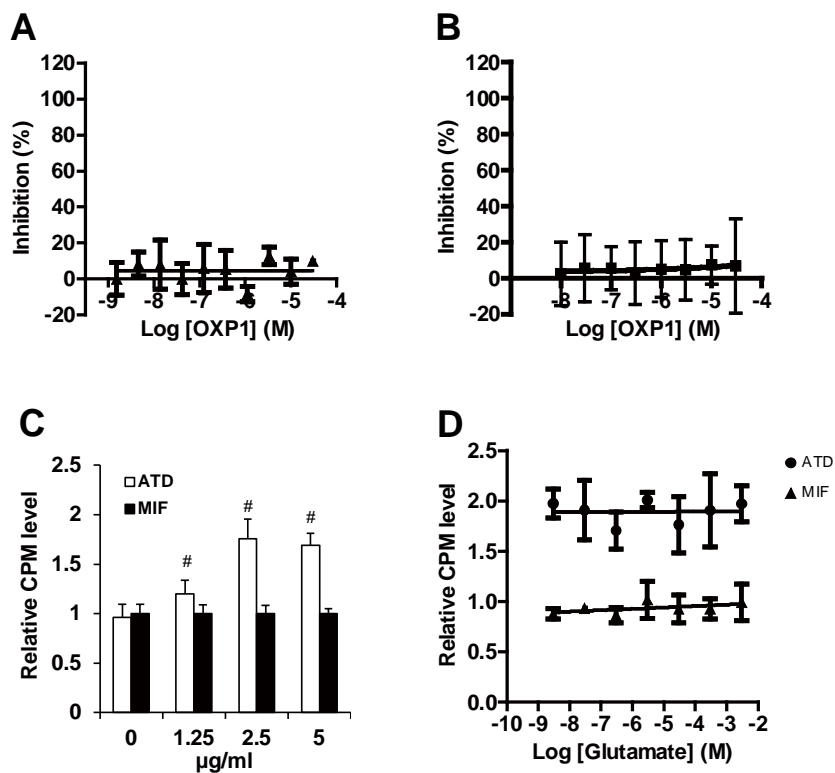 A
B
120
100
80
60
40
20
0
-20
Inhibition (%)
-9 -8 -7 -6 -5 -4
Log [OXP1] (M)
120
100
80
60
40
20
0
-20
Inhibition (%)
-8 -7 -6 -5 -4
Log [OXP1] (M)
C
2.5
2
1.5
1
0.5
0
Relative CPM level
ATD
MIF
#
#
#
0 1.25 2.5 5
µg/ml
D
2.5
2.0
1.5
1.0
0.5
0.0
Relative CPM level
ATD
MIF
-10 -9 -8 -7 -6 -5 -4 -3 -2
Log [Glutamate] (M)